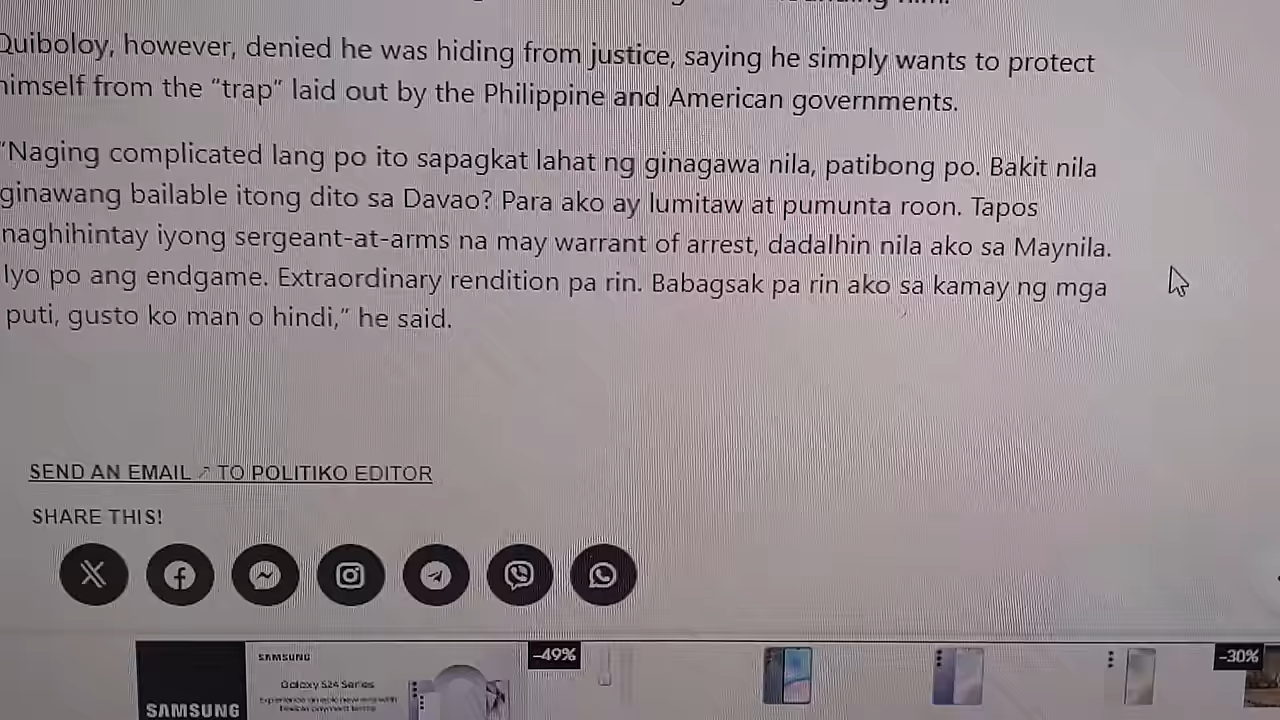 Quiboloy, however, denied he was hiding from justice, saying he simply wants to protect
himself from the “trap” laid out by the Philippine and American governments.
“Naging complicated lang po ito sapagkat lahat ng ginagawa nila, patibong po. Bakit nila
ginawang bailable itong dito sa Davao? Para ako ay lumitaw at pumunta roon. Tapos
naghihintay iyong sergeant-at-arms na may warrant of arrest, dadalhin nila ako sa Maynila.
Iyo po ang endgame. Extraordinary rendition pa rin. Babagsak pa rin ako sa kamay ng mga
puti, gusto ko man o hindi,” he said.
SEND AN EMAIL ↗ TO POLITIKO EDITOR
SHARE THIS!
SAMSUNG
SAMSUNG
Galaxy S24 Series
-49%
-30%